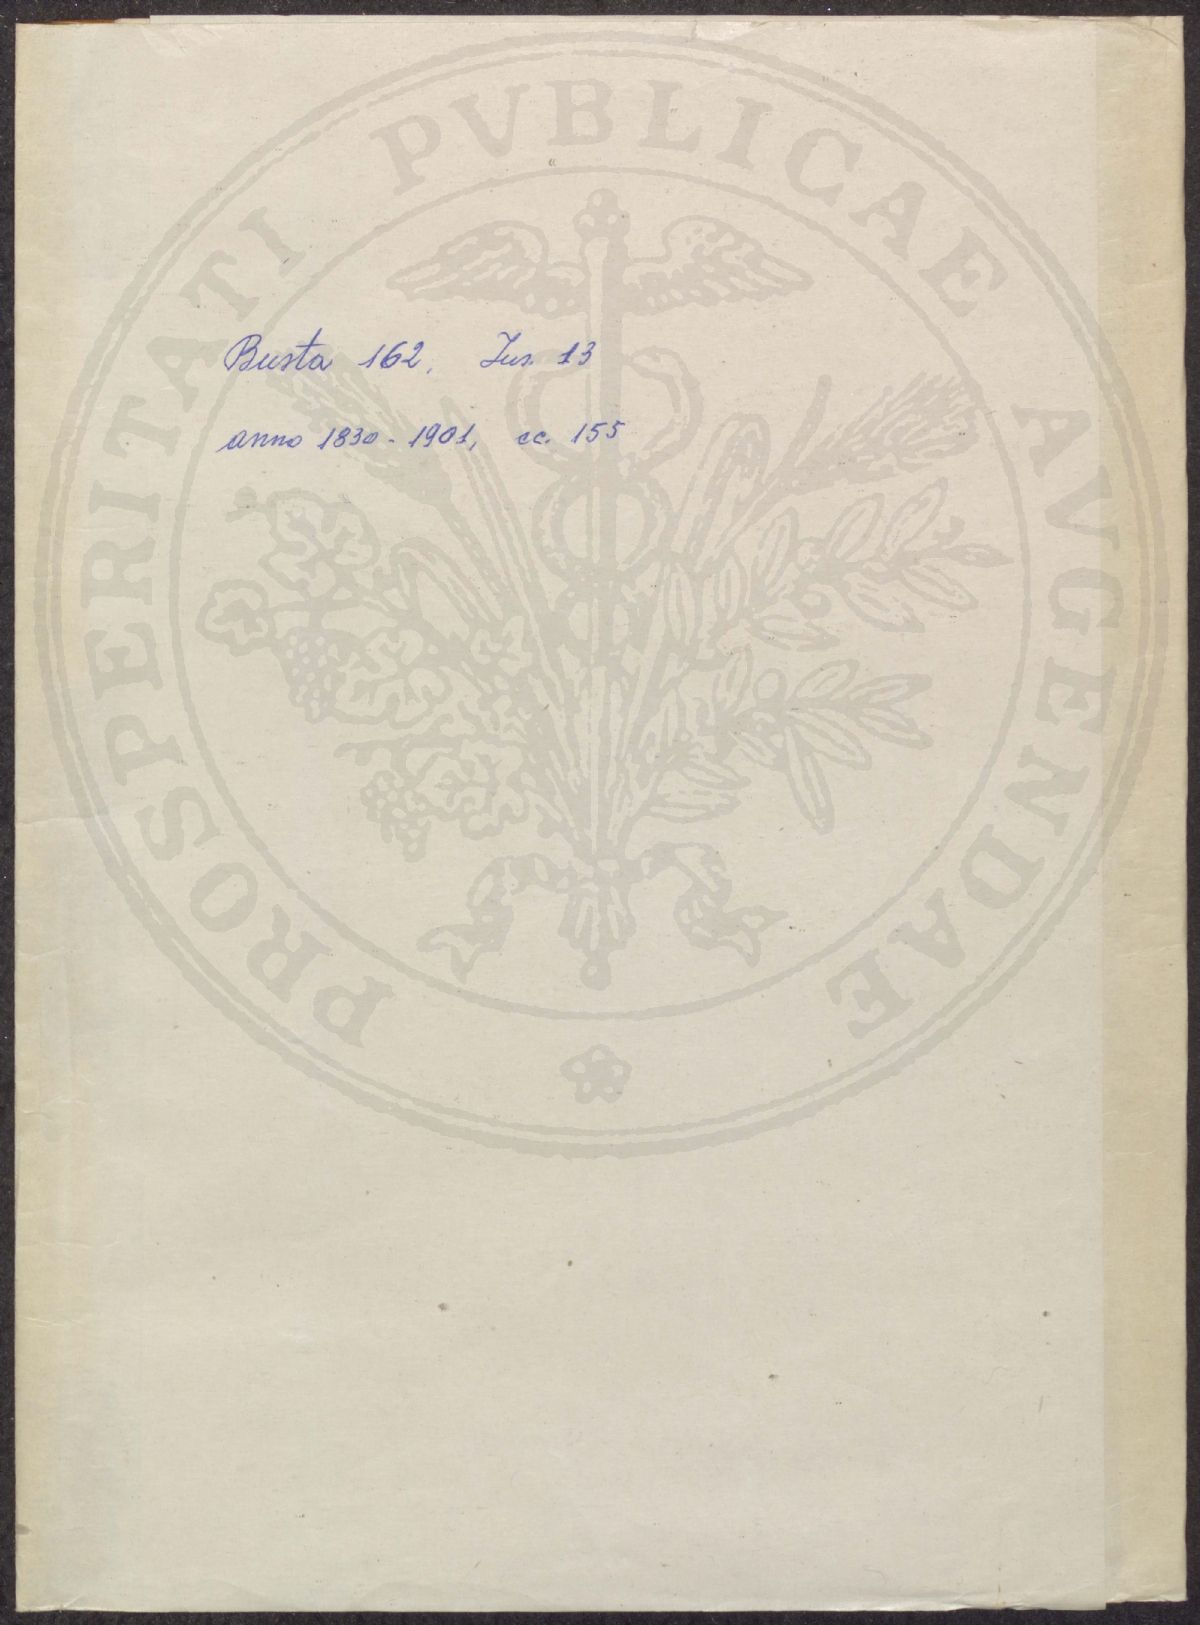 PROSPERITATI PVBLICAE AVGENDAE
Busta 162, Ins. 13
anno 1830 - 1901, cc. 155